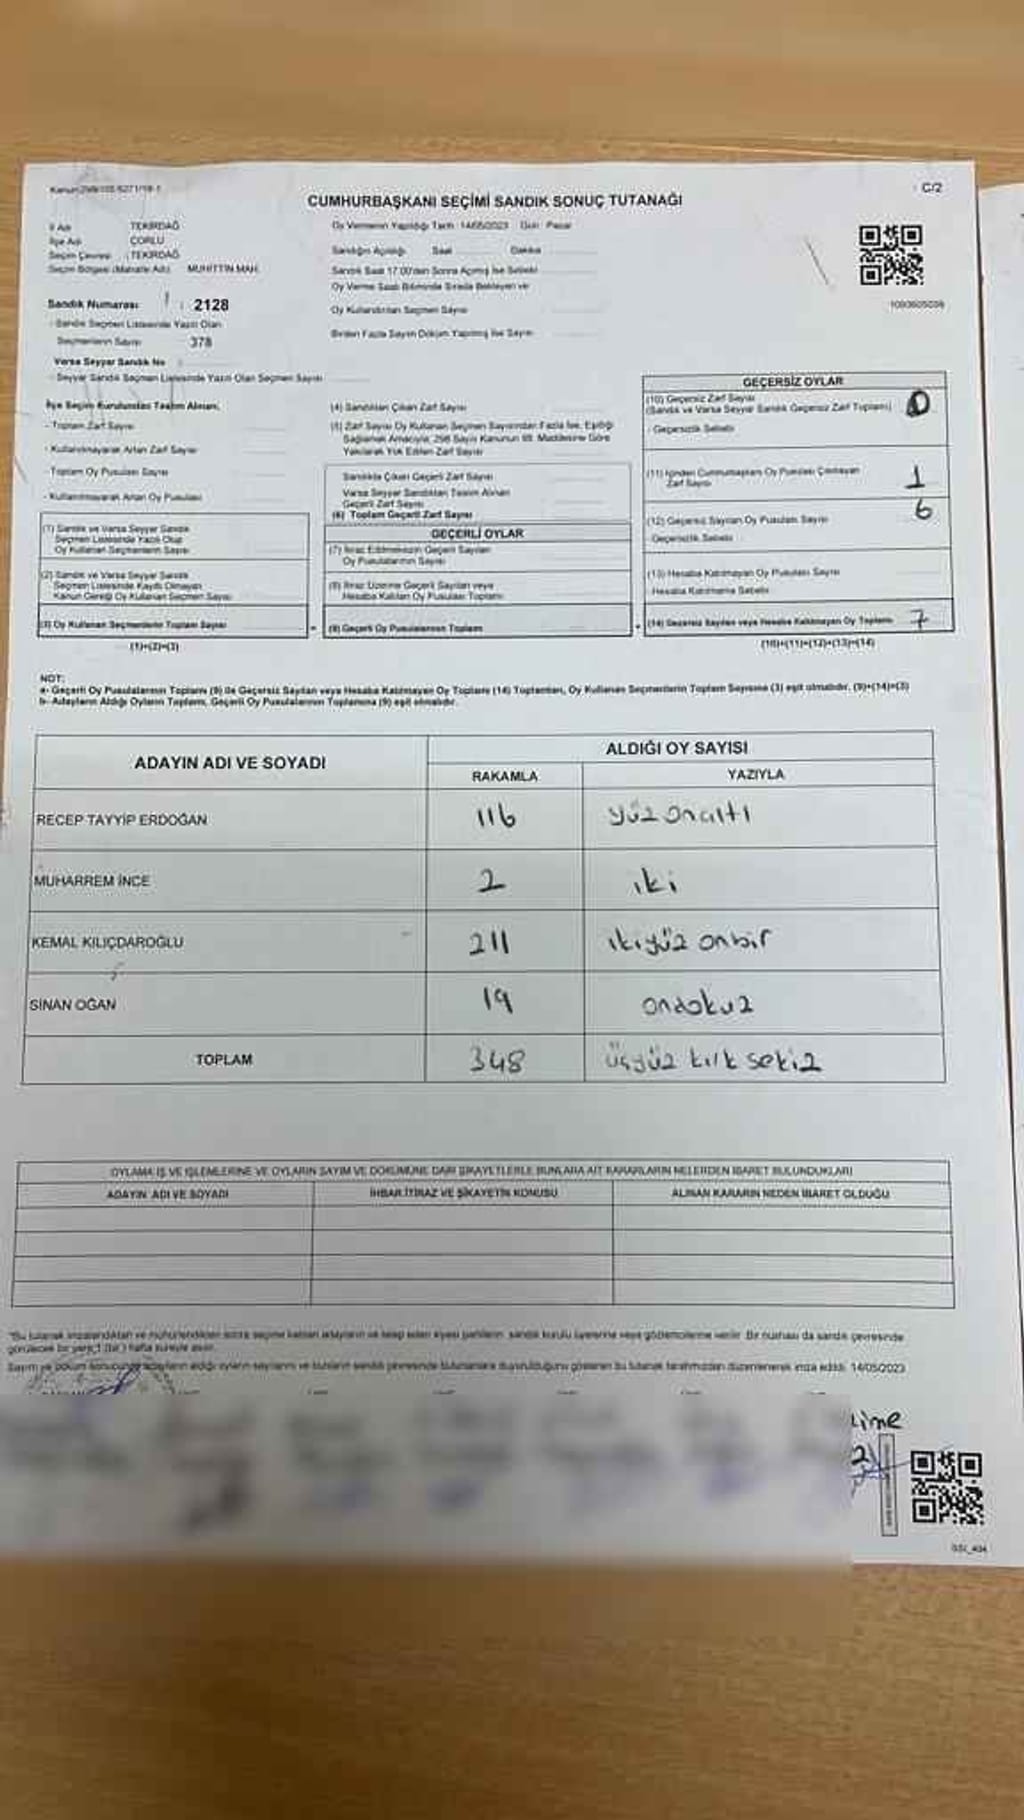 C/2
CUMHURBAŞKANI SEÇİMİ SANDIK SONUÇ TUTANAĞI
İl Adı : TEKİRDAĞ
İlçe Adı : ÇORLU
Seçim Çevresi : TEKİRDAĞ
Seçim Bölgesi (Mahalle Adı) : MUHİTTİN MAH.
Sandık Numarası : 2128
- Sandık Seçmen Listesinde Yazılı Olan
Seçmenlerin Sayısı 378
Varsa Seyyar Sandık No
- Seyyar Sandık Seçmen Listesinde Yazılı Olan Seçmen Sayısı
Oy Vermenin Yapıldığı Tarih : 14/05/2023 Gün : Pazar
Sandığın Açıldığı Saat Dakika
Sandık Saat 17.00'den Sonra Açılmış İse Sebebi
Oy Verme Saati Bitiminde Sırada Bekleyen ve
Oy Kullandırılan Seçmen Sayısı
Birden Fazla Sayım Döküm Yapılmış İse Sayısı
İlçe Seçim Kurulundan Teslim Alınan,
- Toplam Zarf Sayısı
- Kullanılmayarak Artan Zarf Sayısı
- Toplam Oy Pusulası Sayısı
- Kullanılmayarak Artan Oy Pusulası
(1) Sandık ve Varsa Seyyar Sandık
Seçmen Listesinde Yazılı Olup
Oy Kullanan Seçmenlerin Sayısı
(2) Sandık ve Varsa Seyyar Sandık
Seçmen Listesinde Kayıtlı Olmayan
Kanun Gereği Oy Kullanan Seçmen Sayısı
(3) Oy Kullanan Seçmenlerin Toplam Sayısı
(1)+(2)=(3)
(4) Sandıktan Çıkan Zarf Sayısı
(5) Zarf Sayısı Oy Kullanan Seçmen Sayısından Fazla İse, Eşitliği
Sağlamak Amacıyla, 298 Sayılı Kanunun 98. Maddesine Göre
Yakılarak Yok Edilen Zarf Sayısı
Sandıkta Çıkan Geçerli Zarf Sayısı
Varsa Seyyar Sandıktan Teslim Alınan
Geçerli Zarf Sayısı
(6) Toplam Geçerli Zarf Sayısı
GEÇERLİ OYLAR
(7) İtiraz Edilmeksizin Geçerli Sayılan
Oy Pusulalarının Sayısı
(8) İtiraz Üzerine Geçerli Sayılan veya
Hesaba Katılan Oy Pusulası Toplamı
(9) Geçerli Oy Pusulalarının Toplamı
GEÇERSİZ OYLAR
(10) Geçersiz Zarf Sayısı
(Sandık ve Varsa Seyyar Sandık Geçersiz Zarf Toplamı) 0
- Geçersizlik Sebebi
(11) İçinden Cumhurbaşkanı Oy Pusulası Çıkmayan
Zarf Sayısı 1
(12) Geçersiz Sayılan Oy Pusulası Sayısı 6
- Geçersizlik Sebebi
(13) Hesaba Katılmayan Oy Pusulası Sayısı
- Hesaba Katılmama Sebebi
(14) Geçersiz Sayılan veya Hesaba Katılmayan Oy Toplamı 7
(10)+(11)+(12)+(13)=(14)
NOT:
a- Geçerli Oy Pusulalarının Toplamı (9) ile Geçersiz Sayılan veya Hesaba Katılmayan Oy Toplamı (14) Toplamları, Oy Kullanan Seçmenlerin Toplam Sayısına (3) eşit olmalıdır. (9)+(14)=(3)
b- Adayların Aldığı Oyların Toplamı, Geçerli Oy Pusulalarının Toplamına (9) eşit olmalıdır.
ADAYIN ADI VE SOYADI ALDIĞI OY SAYISI
RAKAMLA YAZIYLA
RECEP TAYYİP ERDOĞAN 116 yüz onaltı
MUHARREM İNCE 2 iki
KEMAL KILIÇDAROĞLU 211 ikiyüz onbir
SİNAN OĞAN 19 ondokuz
TOPLAM 348 üçyüz kırk sekiz
OYLAMA İŞ VE İŞLEMLERİNE VE OYLARIN SAYIM VE DÖKÜMÜNE DAİR ŞİKAYETLERLE BUNLARA AİT KARARLARIN NELERDEN İBARET BULUNDUKLARI
ADAYIN ADI VE SOYADI İHBAR,İTİRAZ VE ŞİKAYETİN KONUSU ALINAN KARARIN NEDEN İBARET OLDUĞU
*Bu tutanak imzalandıktan ve mühürlendikten sonra seçime katılan adayların ve talep eden siyasi partilerin, sandık kurulu üyelerine veya gözlemcilerine verilir. Bir nüshası da sandık çevresinde
görülecek bir yere,1 (bir) hafta süreyle asılır.
Sayım ve döküm sonucunda adayların aldığı oyların sayılarını ve bunların sandık çevresinde bulunanlara duyurulduğunu gösteren bu tutanak tarafımızdan düzenlenerek imza edildi. 14/05/2023